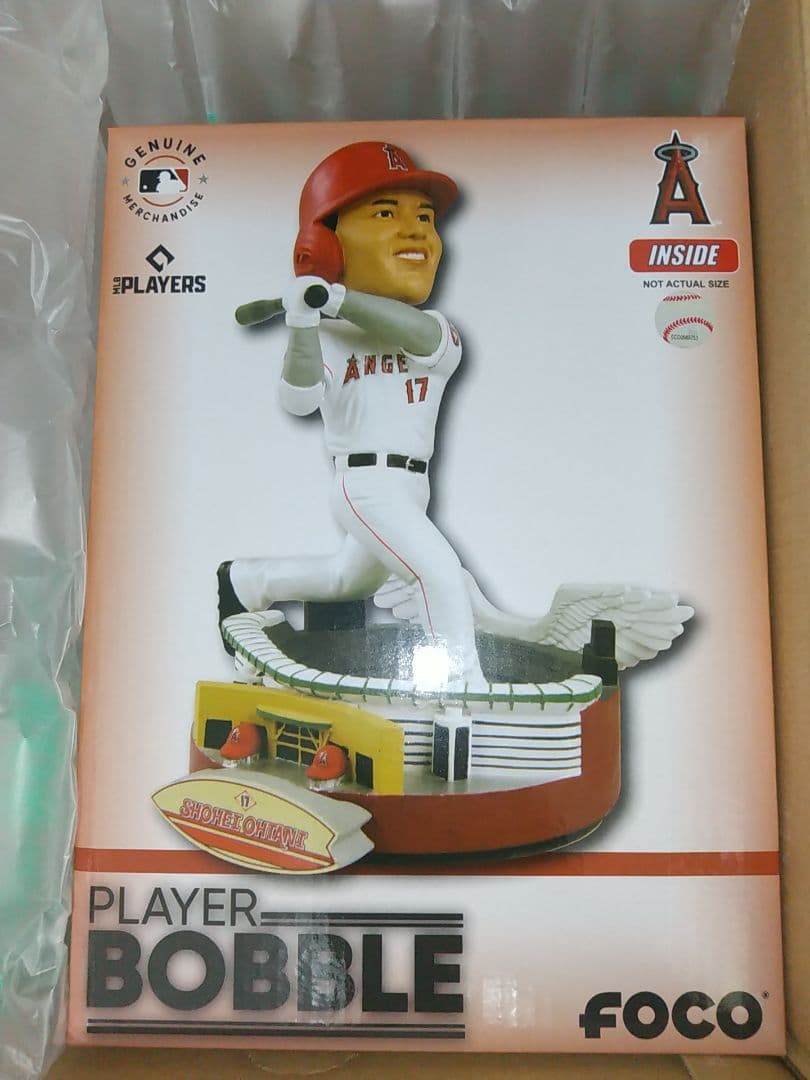 GENUINE
MERCHANDISE
MLB PLAYERS
A
INSIDE
NOT ACTUAL SIZE
A
ANGE
17
A
A
17
SHOHEI OHTANI
PLAYER
BOBBLE
FOCO